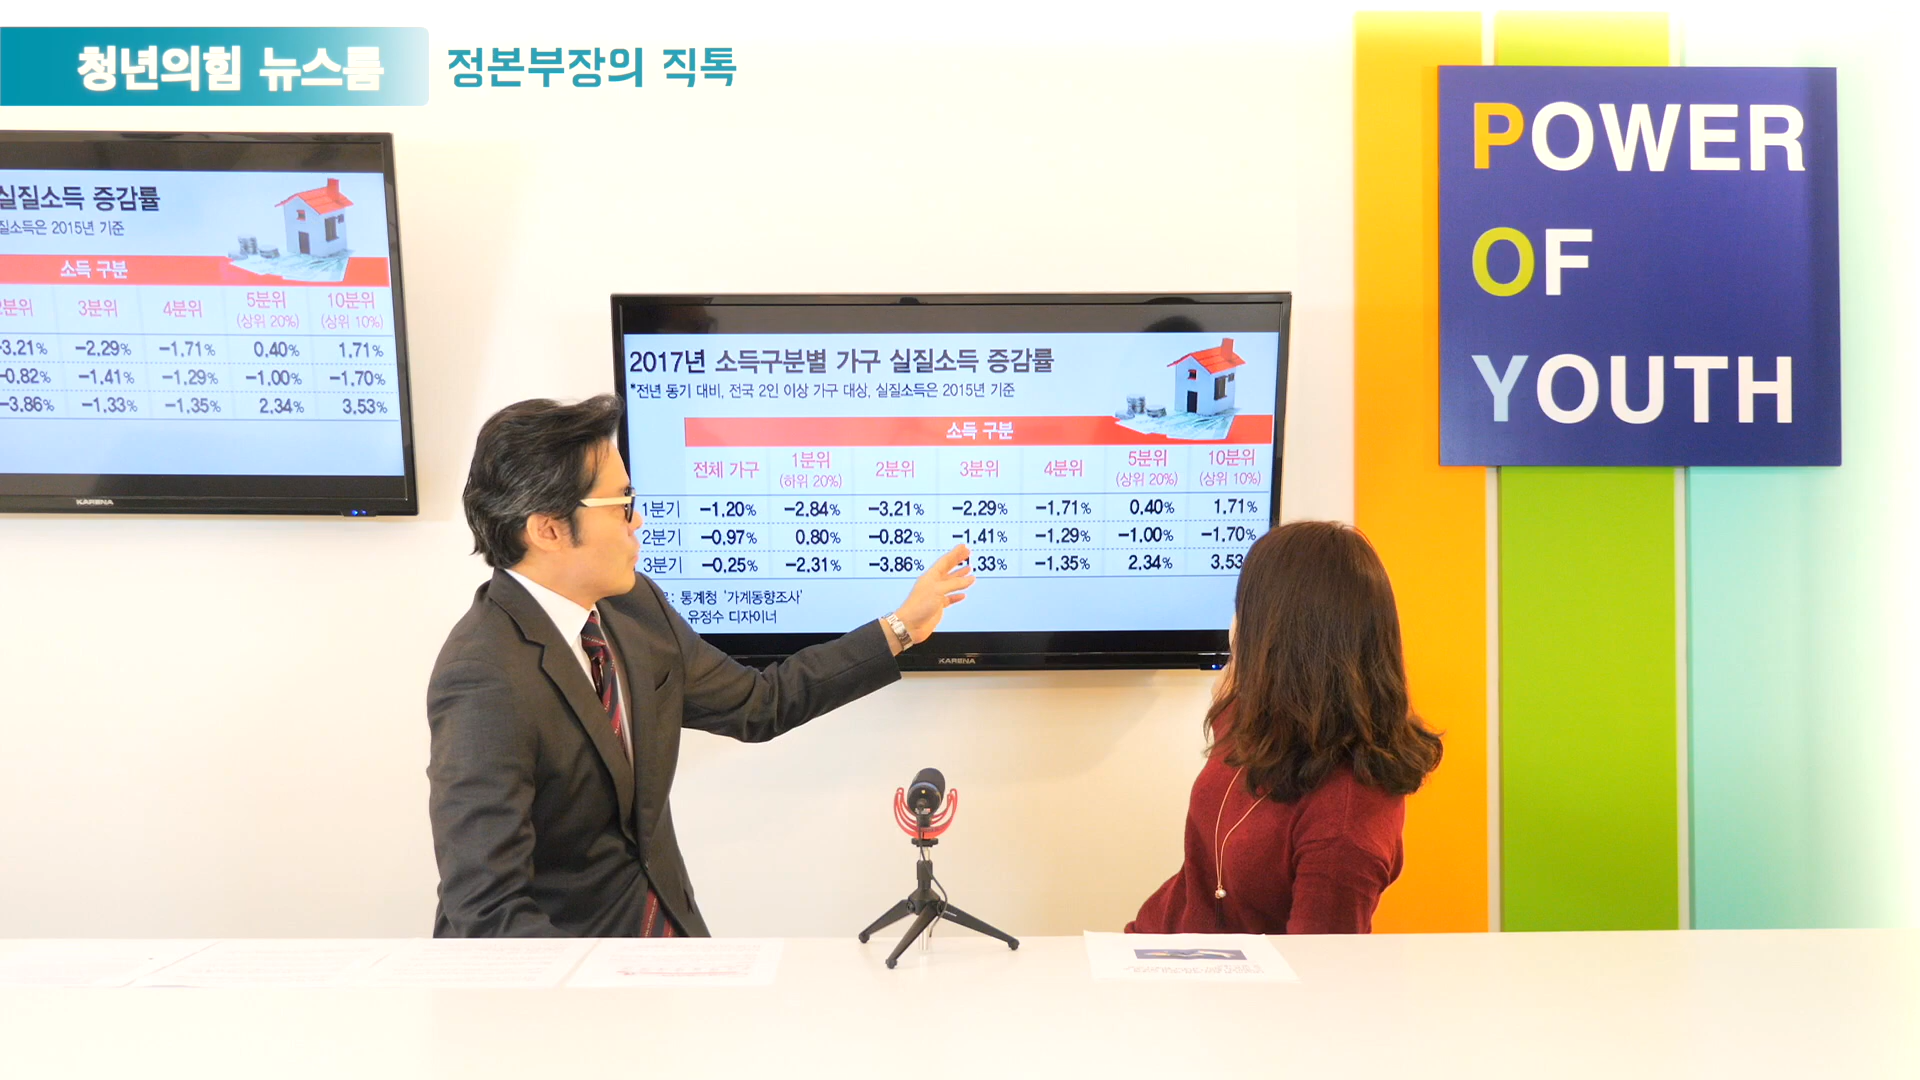 청년의힘 뉴스룸 정본부장의 직톡
실질소득 증감률
질소득은 2015년 기준
소득 구분
분위 3분위 4분위 5분위 (상위 20%) 10분위 (상위 10%)
-3.21% -2.29% -1.71% 0.40% 1.71%
-0.82% -1.41% -1.29% -1.00% -1.70%
-3.86% -1.33% -1.35% 2.34% 3.53%
KARENA
2017년 소득구분별 가구 실질소득 증감률
*전년 동기 대비, 전국 2인 이상 가구 대상, 실질소득은 2015년 기준
소득 구분
전체 가구 1분위 (하위 20%) 2분위 3분위 4분위 5분위 (상위 20%) 10분위 (상위 10%)
1분기 -1.20% -2.84% -3.21% -2.29% -1.71% 0.40% 1.71%
2분기 -0.97% 0.80% -0.82% -1.41% -1.29% -1.00% -1.70%
3분기 -0.25% -2.31% -3.86% 1.33% -1.35% 2.34% 3.53
: 통계청 '가계동향조사'
유정수 디자이너
KARENA
POWER
OF
YOUTH